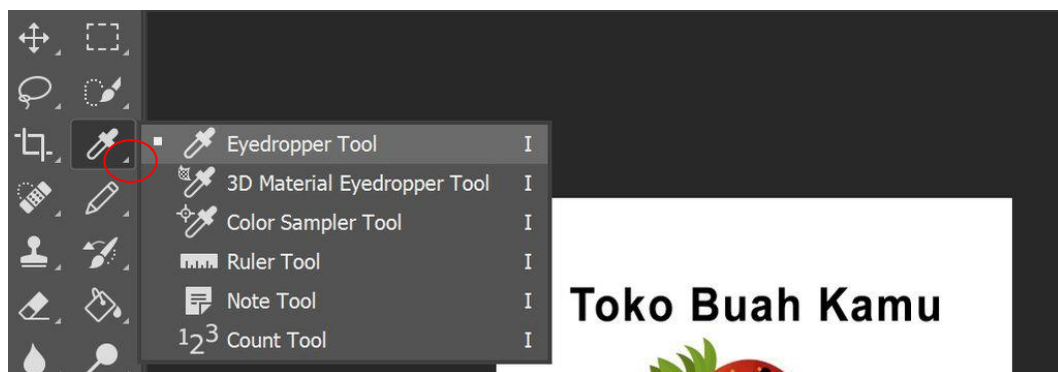 Eyedropper Tool I
3D Material Eyedropper Tool I
Color Sampler Tool I
Ruler Tool I
Note Tool I
123 Count Tool I
Toko Buah Kamu